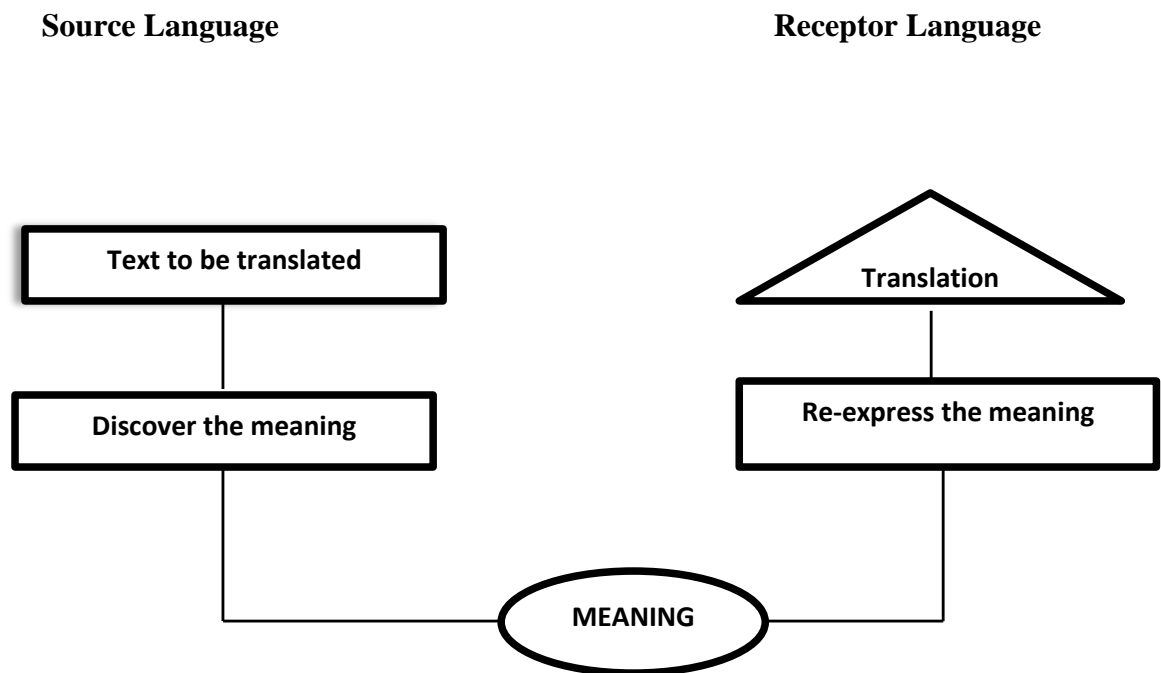 Source Language
Receptor Language
Text to be translated
Translation
Discover the meaning
Re-express the meaning
MEANING